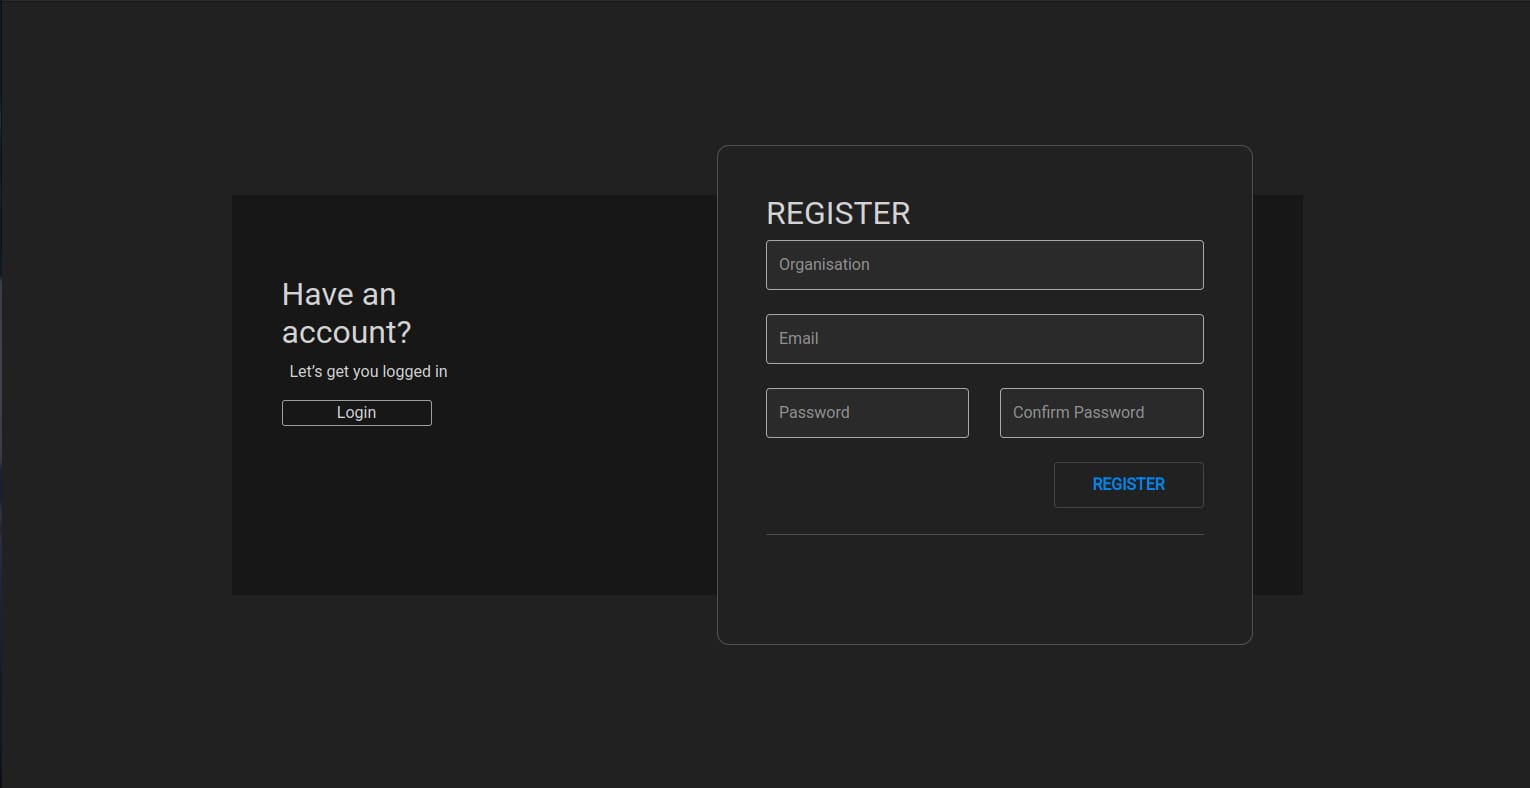 Have an
account?
Let’s get you logged in
Login
REGISTER
Organisation
Email
Password
Confirm Password
REGISTER